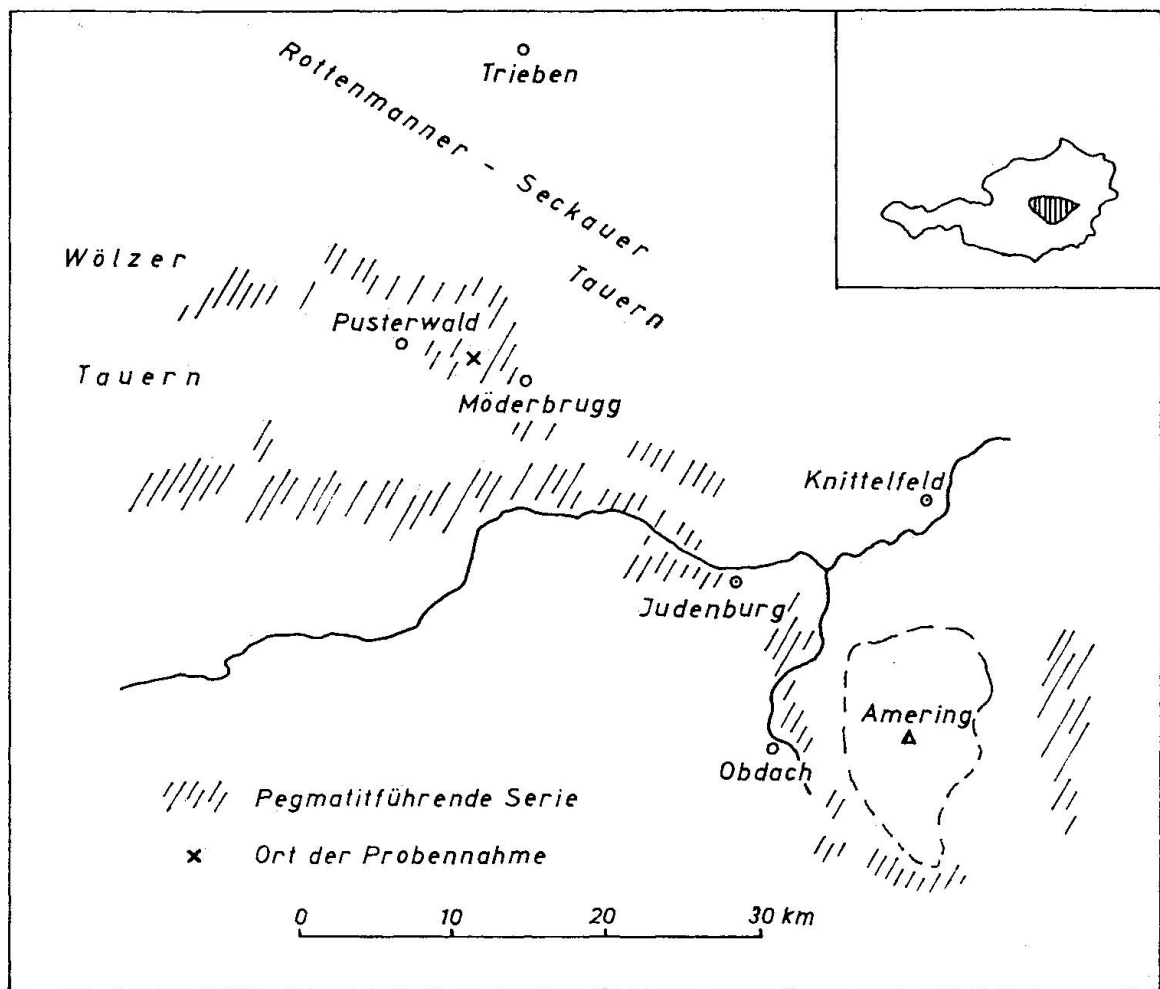 Trieben
Rottenmanner - Seckauer
Tauern
Wölzer
Tauern
Pusterwald
Möderbrugg
Knittelfeld
Judenburg
Amering
Obdach
Pegmatitführende Serie
× Ort der Probennahme
0 10 20 30 km